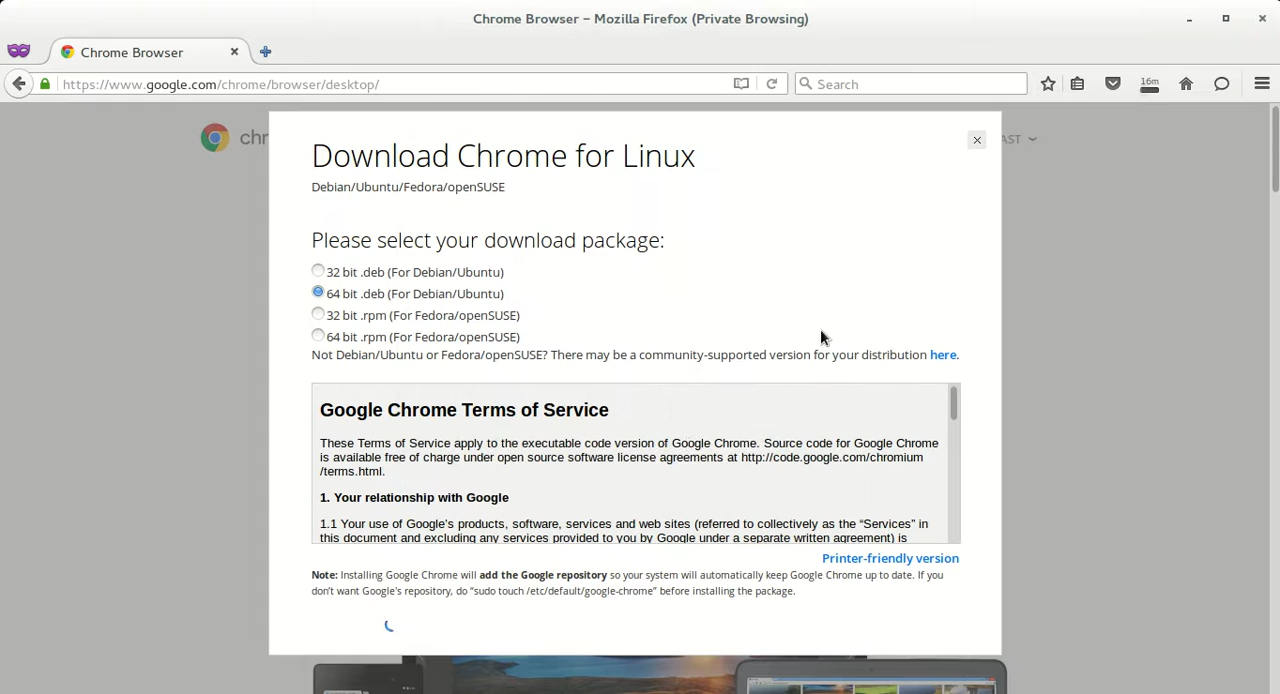 Chrome Browser – Mozilla Firefox (Private Browsing)
Chrome Browser
https://www.google.com/chrome/browser/desktop/
Search
16m
chr
AST
Download Chrome for Linux
Debian/Ubuntu/Fedora/openSUSE
Please select your download package:
32 bit .deb (For Debian/Ubuntu)
64 bit .deb (For Debian/Ubuntu)
32 bit .rpm (For Fedora/openSUSE)
64 bit .rpm (For Fedora/openSUSE)
Not Debian/Ubuntu or Fedora/openSUSE? There may be a community-supported version for your distribution here.
Google Chrome Terms of Service
These Terms of Service apply to the executable code version of Google Chrome. Source code for Google Chrome
is available free of charge under open source software license agreements at http://code.google.com/chromium
/terms.html.
1. Your relationship with Google
1.1 Your use of Google's products, software, services and web sites (referred to collectively as the “Services” in
this document and excluding any services provided to you by Google under a separate written agreement) is
Printer-friendly version
Note: Installing Google Chrome will add the Google repository so your system will automatically keep Google Chrome up to date. If you
don't want Google's repository, do “sudo touch /etc/default/google-chrome” before installing the package.